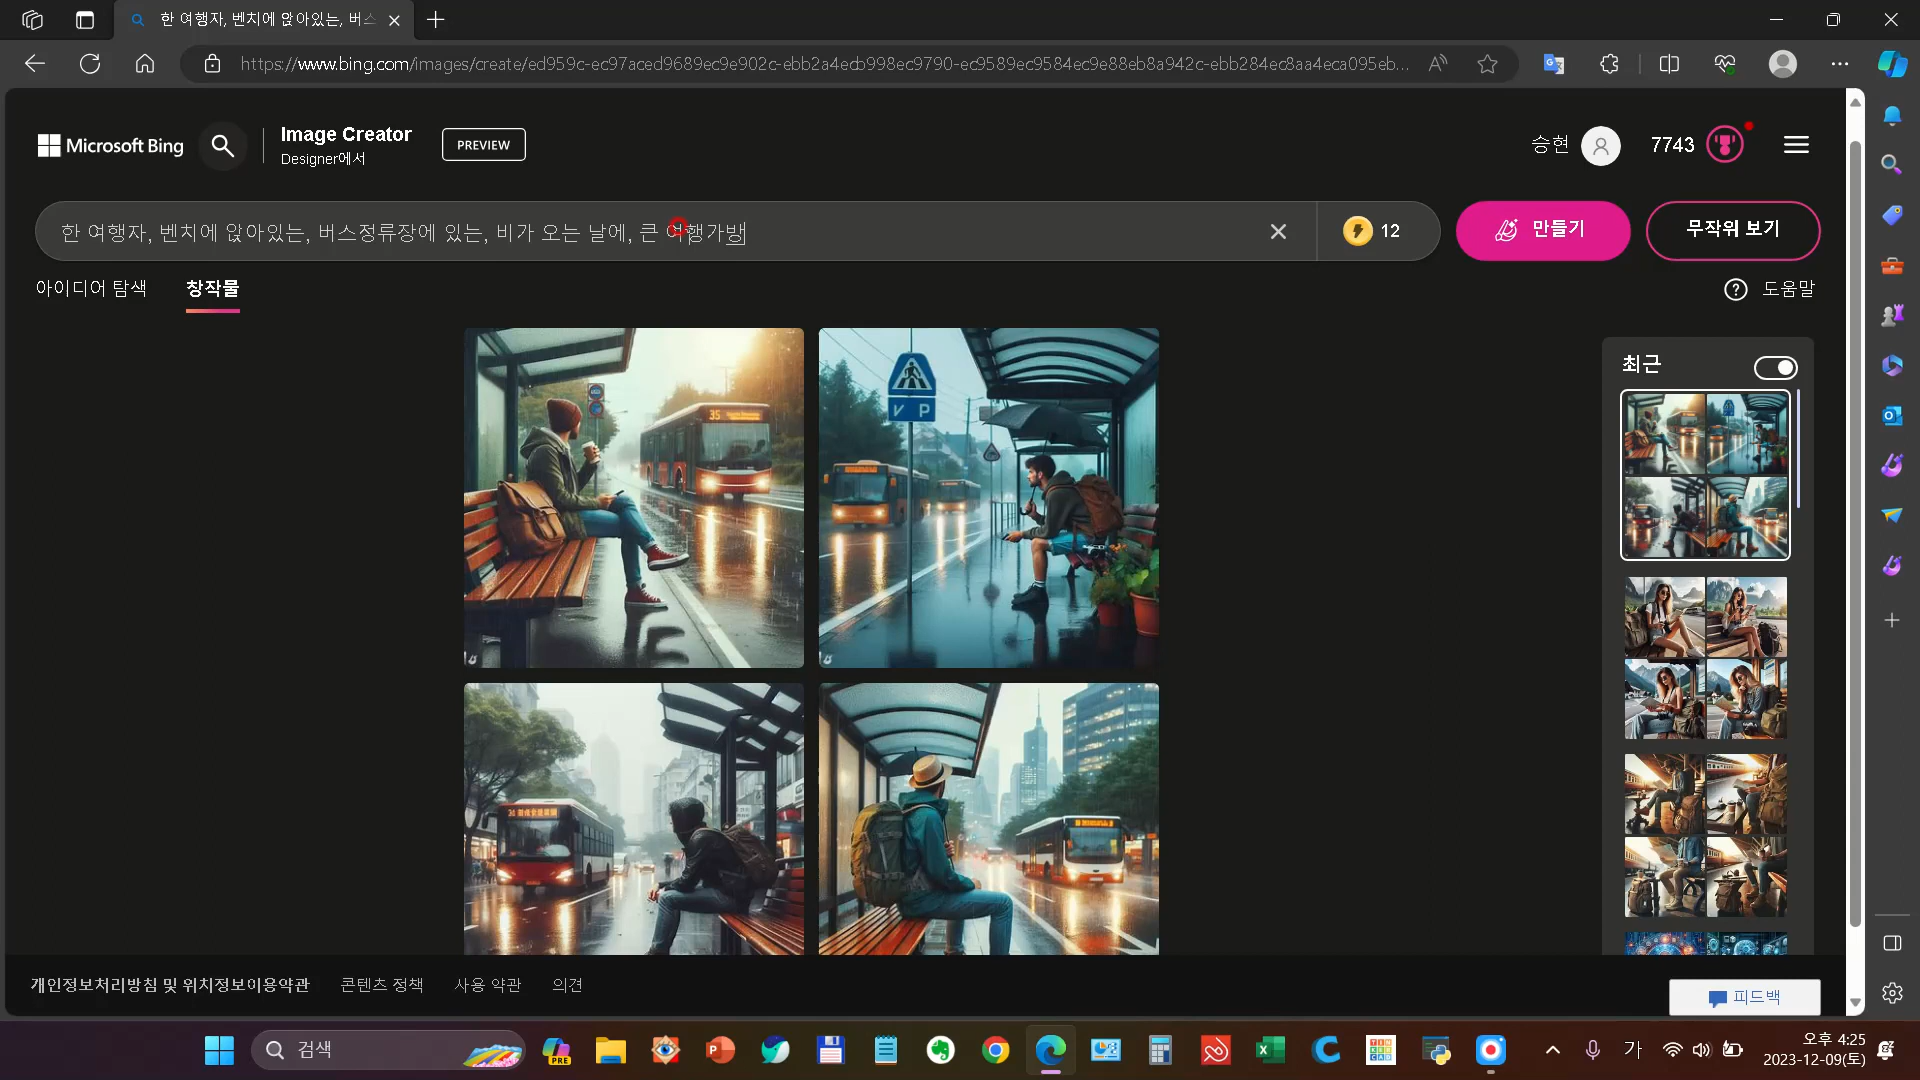 한 여행자, 벤치에 앉아있는, 버스
https://www.bing.com/images/create/ed959c-ec97aced9689ec9e902c-ebb2a4ecb998ec9790-ec9589ec9584ec9e88eb8a942c-ebb284ec8aa4eca095eb...
Microsoft Bing
Image Creator
Designer에서
PREVIEW
승현
7743
한 여행자, 벤치에 앉아있는, 버스정류장에 있는, 비가 오는 날에, 큰 여행가방
12
만들기
무작위 보기
아이디어 탐색
창작물
도움말
최근
35
V P
개인정보처리방침 및 위치정보이용약관
콘텐츠 정책
사용 약관
의견
피드백
검색
PRE
가
오후 4:25
2023-12-09(토)